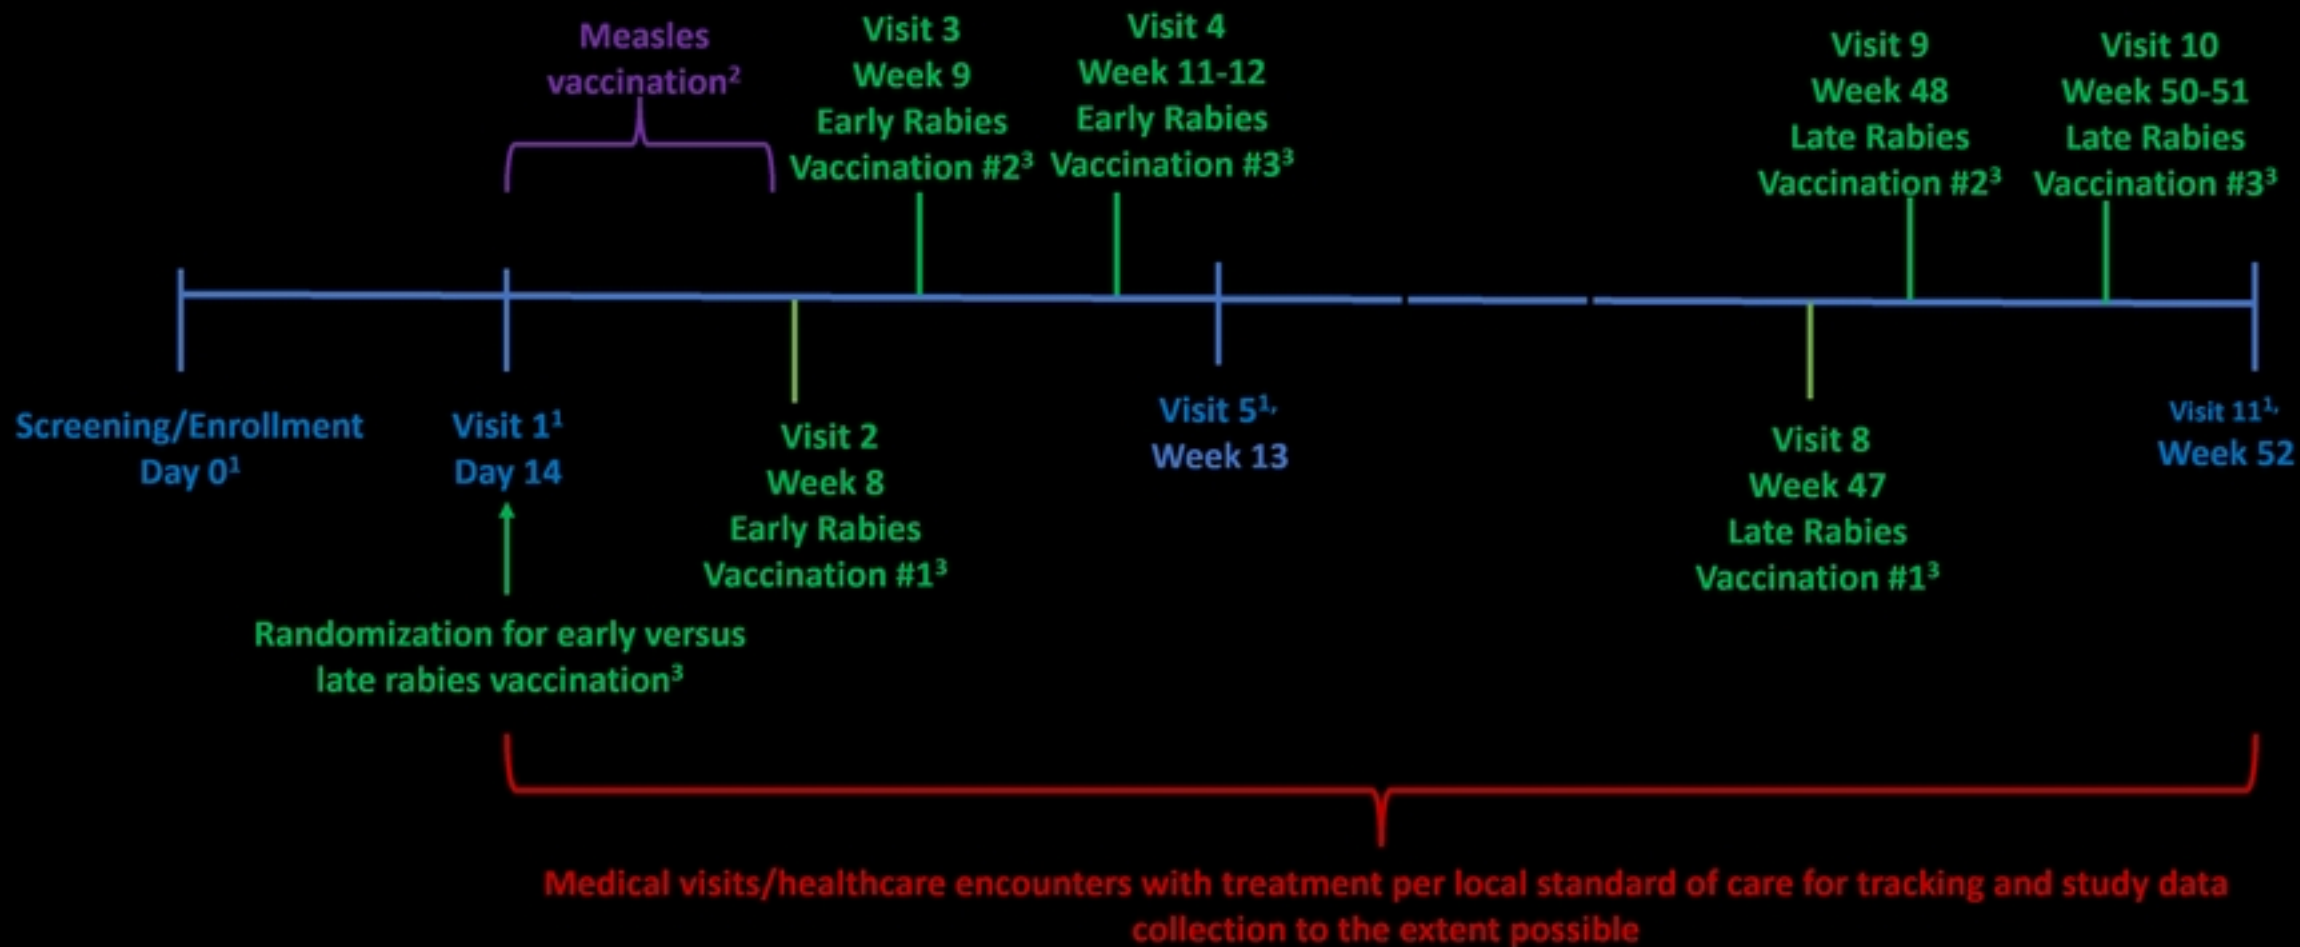 Measles
vaccination²
Visit 3
Week 9
Early Rabies
Vaccination #2³
Visit 4
Week 11-12
Early Rabies
Vaccination #3³
Visit 9
Week 48
Late Rabies
Vaccination #2³
Visit 10
Week 50-51
Late Rabies
Vaccination #3³
Screening/Enrollment
Day 0¹
Visit 1¹
Day 14
Visit 2
Week 8
Early Rabies
Vaccination #1³
Visit 5¹,
Week 13
Visit 8
Week 47
Late Rabies
Vaccination #1³
Visit 11¹,
Week 52
Randomization for early versus
late rabies vaccination³
Medical visits/healthcare encounters with treatment per local standard of care for tracking and study data
collection to the extent possible